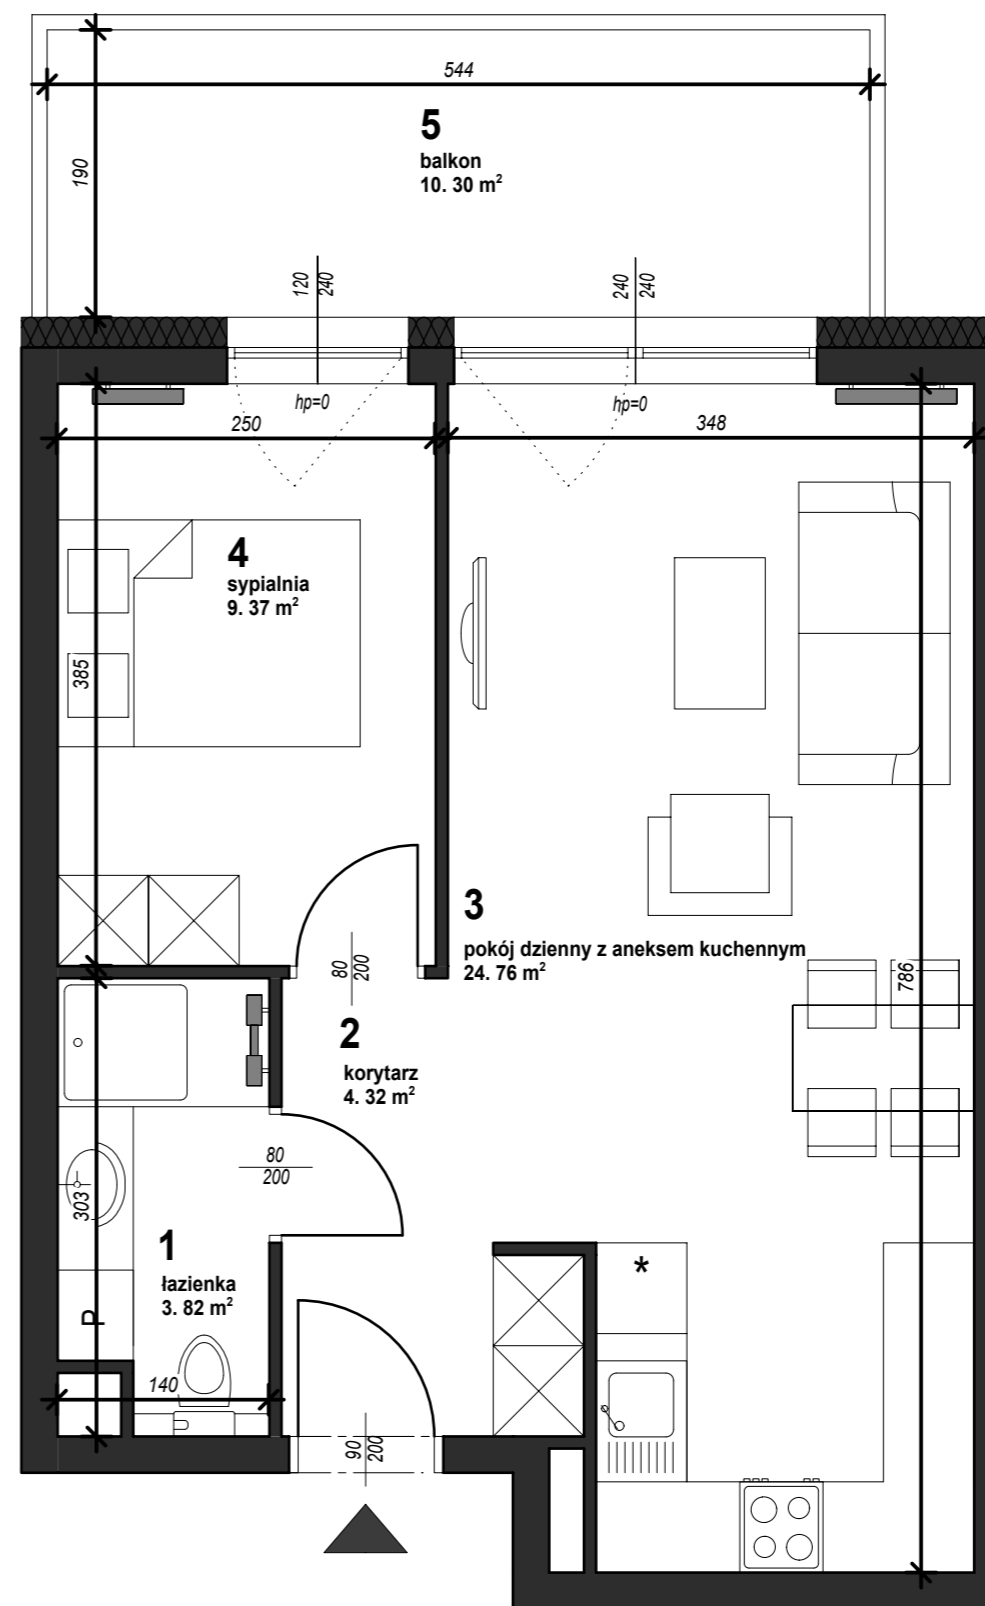 544
190
5
balkon
10. 30 m²
120
240
240
240
hp=0
hp=0
250
348
4
sypialnia
9. 37 m²
385
3
pokój dzienny z aneksem kuchennym
24. 76 m²
786
80
200
2
korytarz
4. 32 m²
80
200
303
1
łazienka
3. 82 m²
P
*
140
90
200